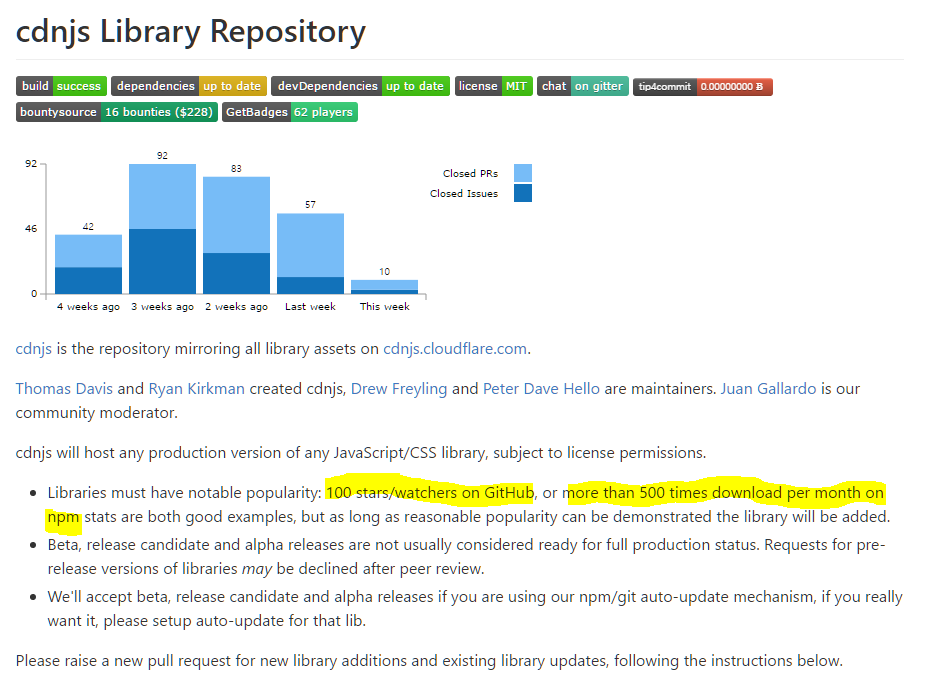 cdnjs Library Repository
build success dependencies up to date devDependencies up to date license MIT chat on gitter tip4commit 0.00000000 Ƀ
bountysource 16 bounties ($228) GetBadges 62 players
92
46
0
42
92
83
57
10
4 weeks ago 3 weeks ago 2 weeks ago Last week This week
Closed PRs
Closed Issues
cdnjs is the repository mirroring all library assets on cdnjs.cloudflare.com.
Thomas Davis and Ryan Kirkman created cdnjs, Drew Freyling and Peter Dave Hello are maintainers. Juan Gallardo is our
community moderator.
cdnjs will host any production version of any JavaScript/CSS library, subject to license permissions.
• Libraries must have notable popularity: 100 stars/watchers on GitHub, or more than 500 times download per month on
npm stats are both good examples, but as long as reasonable popularity can be demonstrated the library will be added.
• Beta, release candidate and alpha releases are not usually considered ready for full production status. Requests for pre-
release versions of libraries may be declined after peer review.
• We'll accept beta, release candidate and alpha releases if you are using our npm/git auto-update mechanism, if you really
want it, please setup auto-update for that lib.
Please raise a new pull request for new library additions and existing library updates, following the instructions below.